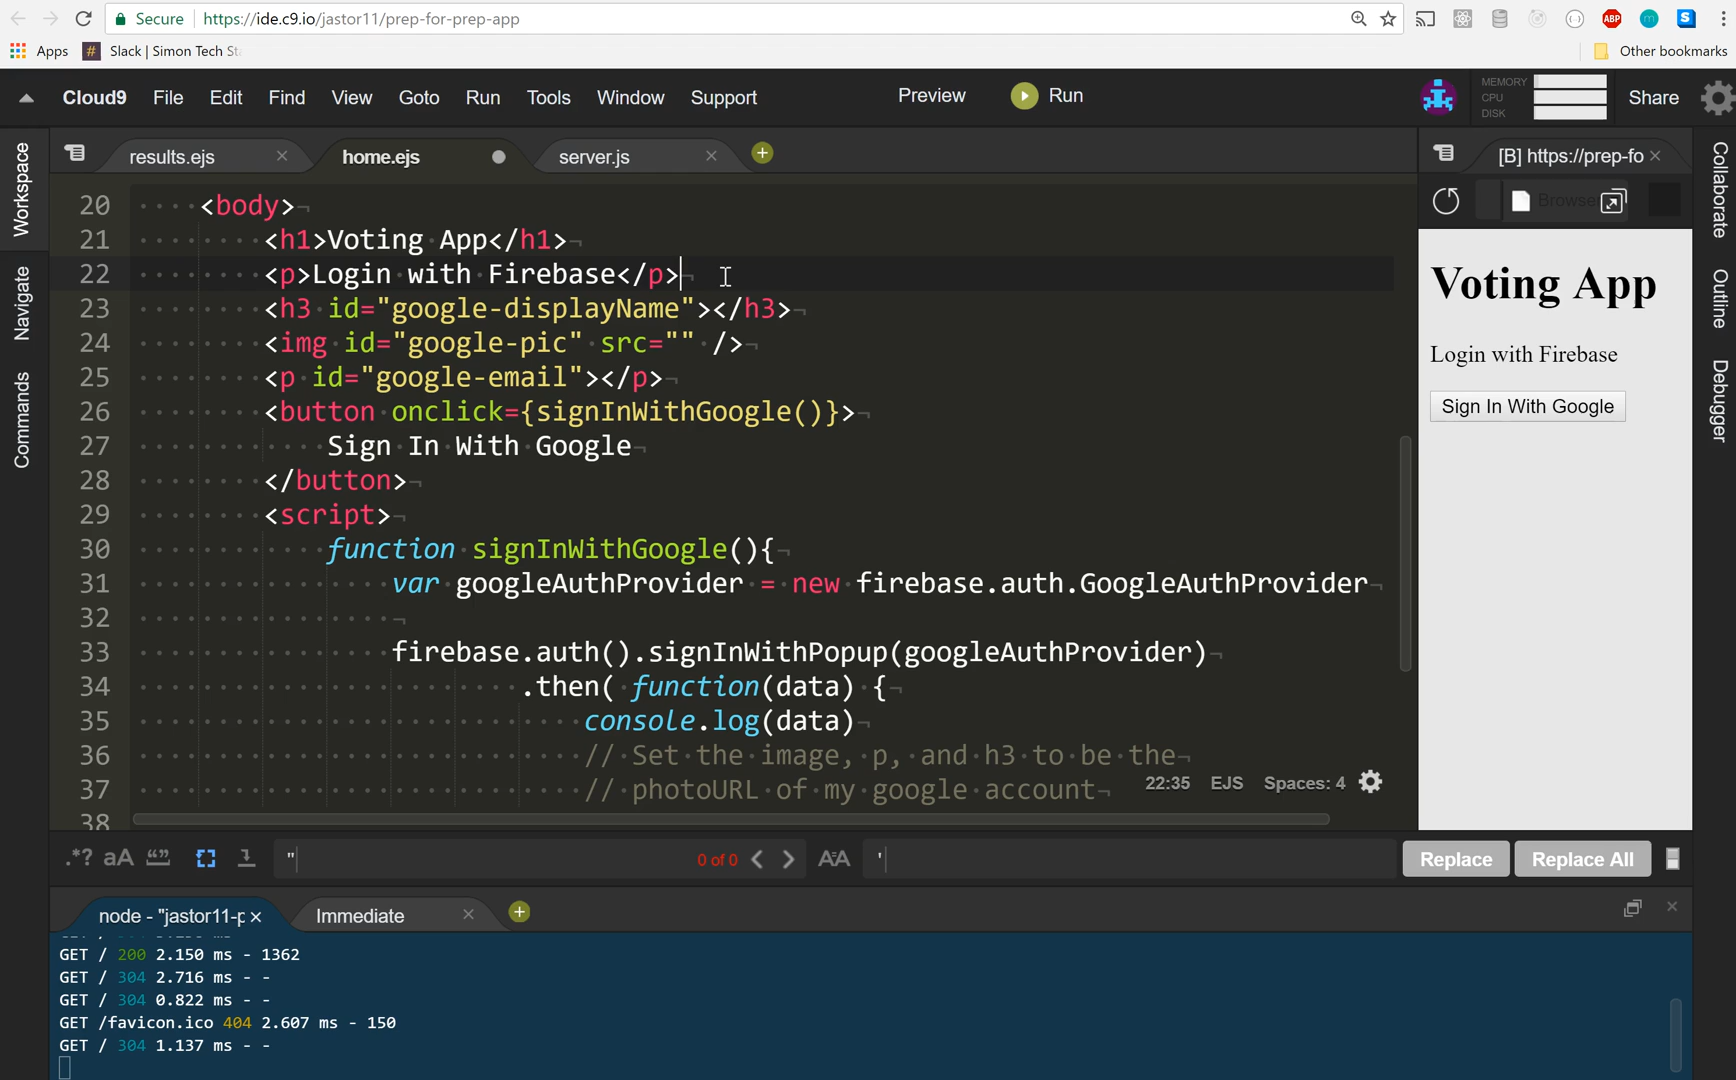 Secure https://ide.c9.io/jastor11/prep-for-prep-app
ABP
m
S
Apps # Slack | Simon Tech St
Other bookmarks
Cloud9 File Edit Find View Goto Run Tools Window Support Preview Run
MEMORY
CPU
DISK
Share
Workspace
Navigate
Commands
results.ejs home.ejs server.js
[B] https://prep-fo
Browse
Collaborate
Outline
Debugger
20 <body>
21 <h1>Voting App</h1>
22 <p>Login with Firebase</p>
23 <h3 id="google-displayName"></h3>
24 <img id="google-pic" src="" />
25 <p id="google-email"></p>
26 <button onclick={signInWithGoogle()}>
27 Sign In With Google
28 </button>
29 <script>
30 function signInWithGoogle(){
31 var googleAuthProvider = new firebase.auth.GoogleAuthProvider
32
33 firebase.auth().signInWithPopup(googleAuthProvider)
34 .then( function(data) {
35 console.log(data)
36 // Set the image, p, and h3 to be the
37 // photoURL of my google account
38
22:35 EJS Spaces: 4
Voting App
Login with Firebase
Sign In With Google
.*? aA “” " 0 of 0 AA ' Replace Replace All
node - "jastor11-p Immediate
GET / 200 2.150 ms - 1362
GET / 304 2.716 ms - -
GET / 304 0.822 ms - -
GET /favicon.ico 404 2.607 ms - 150
GET / 304 1.137 ms - -